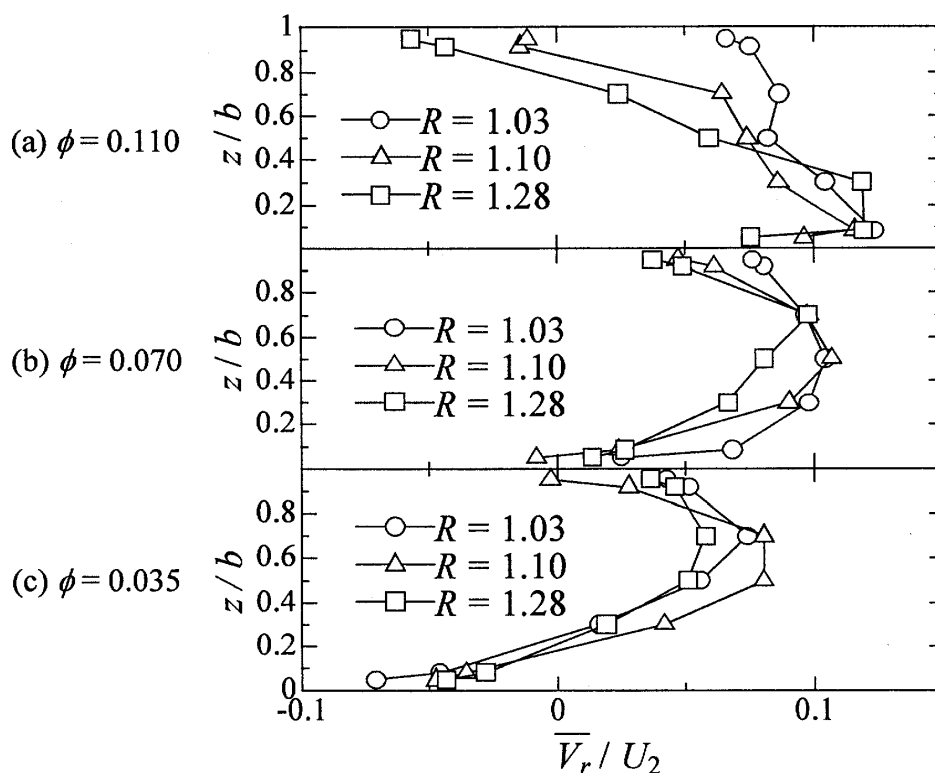 (a) ϕ = 0.110
z / b
1
0.8
0.6
0.4
0.2
R = 1.03
R = 1.10
R = 1.28
(b) ϕ = 0.070
z / b
0.8
0.6
0.4
0.2
R = 1.03
R = 1.10
R = 1.28
(c) ϕ = 0.035
z / b
0.8
0.6
0.4
0.2
0
R = 1.03
R = 1.10
R = 1.28
-0.1 0 0.1
V̅r / U2